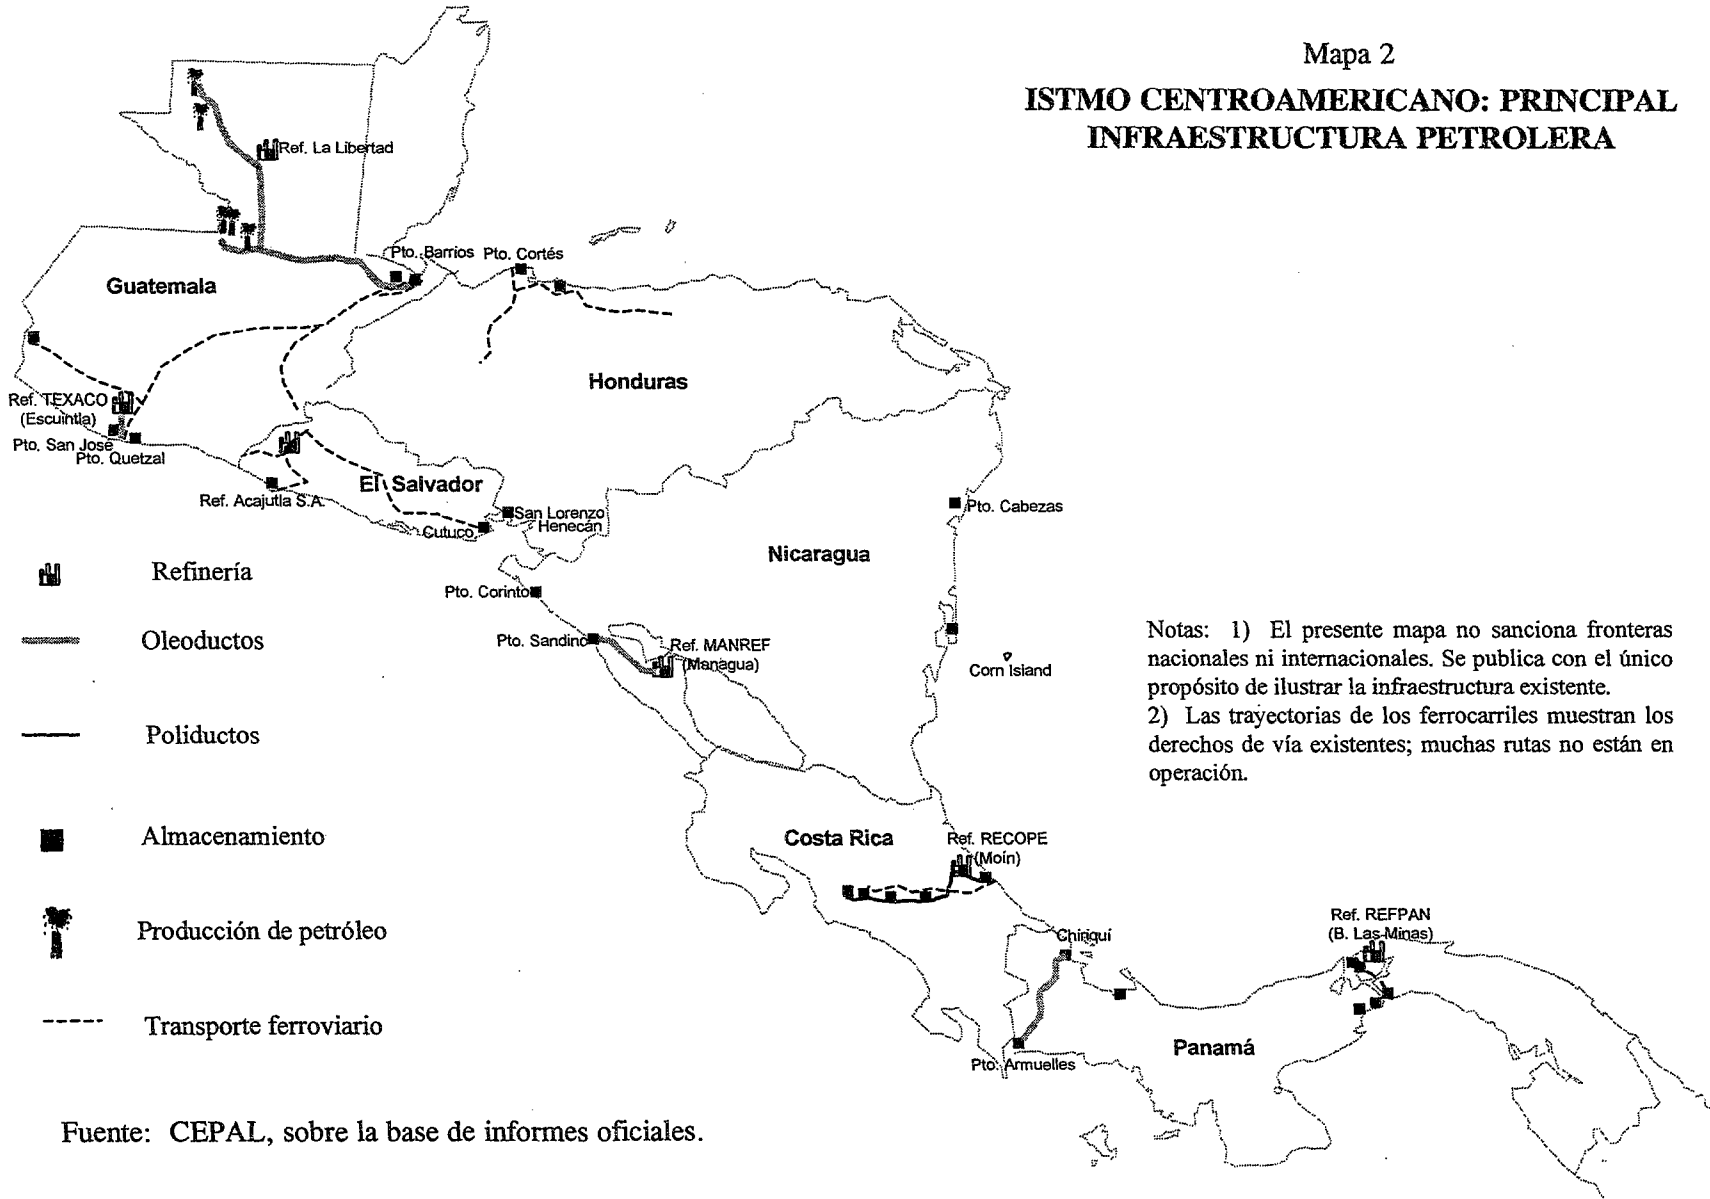 Mapa 2
ISTMO CENTROAMERICANO: PRINCIPAL
INFRAESTRUCTURA PETROLERA
Ref. La Libertad
Pto. Barrios
Pto. Cortés
Guatemala
Honduras
Ref. TEXACO
(Escuintla)
Pto. San José
Pto. Quetzal
El Salvador
Ref. Acajutla S.A.
San Lorenzo
Henecán
Cutuco
Pto. Cabezas
Nicaragua
Pto. Corinto
Pto. Sandino
Ref. MANREF
(Managua)
Corn Island
Refinería
Oleoductos
Poliductos
Almacenamiento
Producción de petróleo
Transporte ferroviario
Notas: 1) El presente mapa no sanciona fronteras
nacionales ni internacionales. Se publica con el único
propósito de ilustrar la infraestructura existente.
2) Las trayectorias de los ferrocarriles muestran los
derechos de vía existentes; muchas rutas no están en
operación.
Costa Rica
Ref. RECOPE
(Moín)
Chiriquí
Ref. REFPAN
(B. Las Minas)
Pto. Armuelles
Panamá
Fuente: CEPAL, sobre la base de informes oficiales.